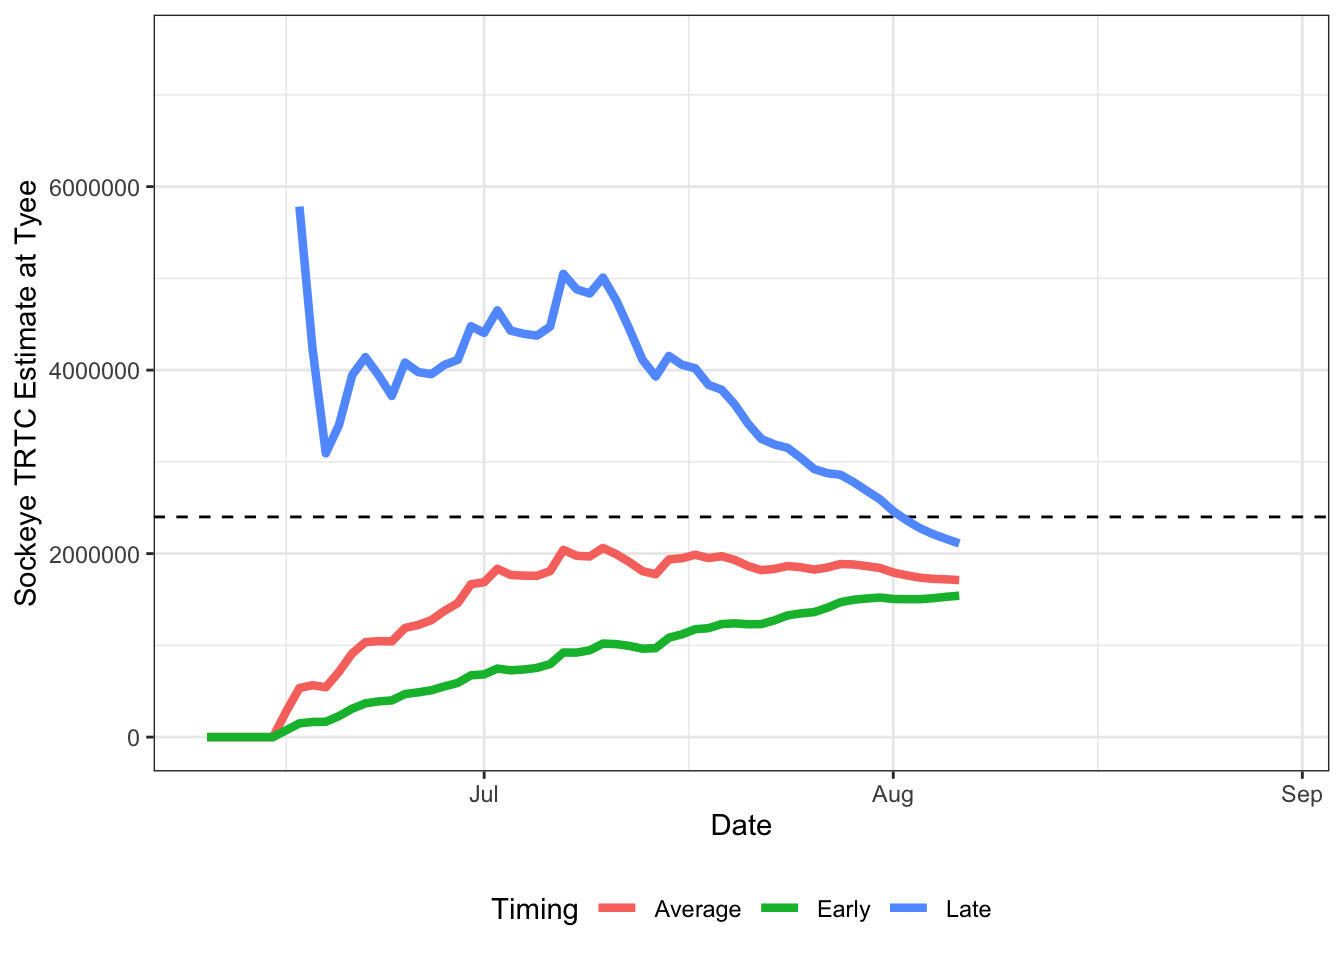 Sockeye TRTC Estimate at Tyee
6000000
4000000
2000000
0
Jul Aug Sep
Date
Timing Average Early Late